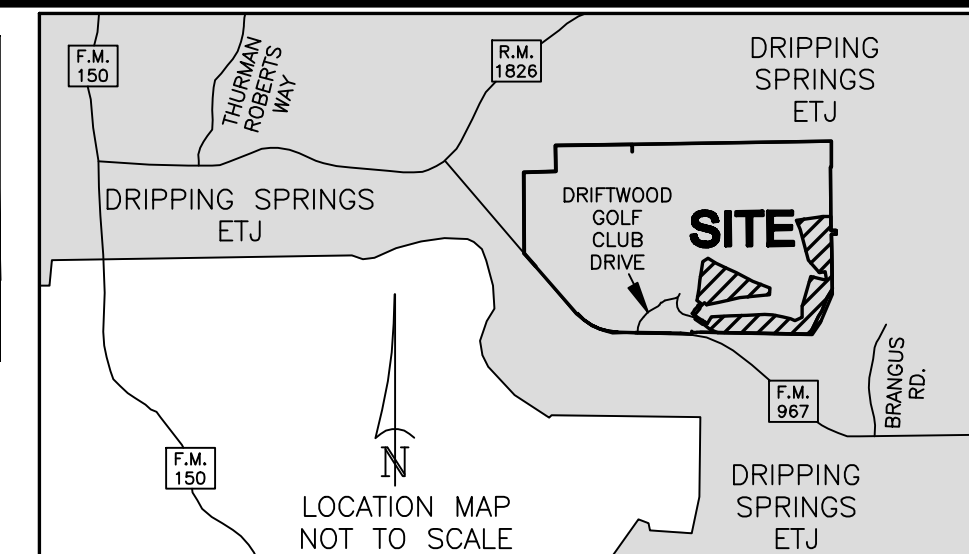 F.M.
150
THURMAN
ROBERTS
WAY
R.M.
1826
DRIPPING
SPRINGS
ETJ
DRIPPING SPRINGS
ETJ
DRIFTWOOD
GOLF
CLUB
DRIVE
SITE
BRANGUS
RD.
F.M.
967
F.M.
150
N
LOCATION MAP
NOT TO SCALE
DRIPPING
SPRINGS
ETJ